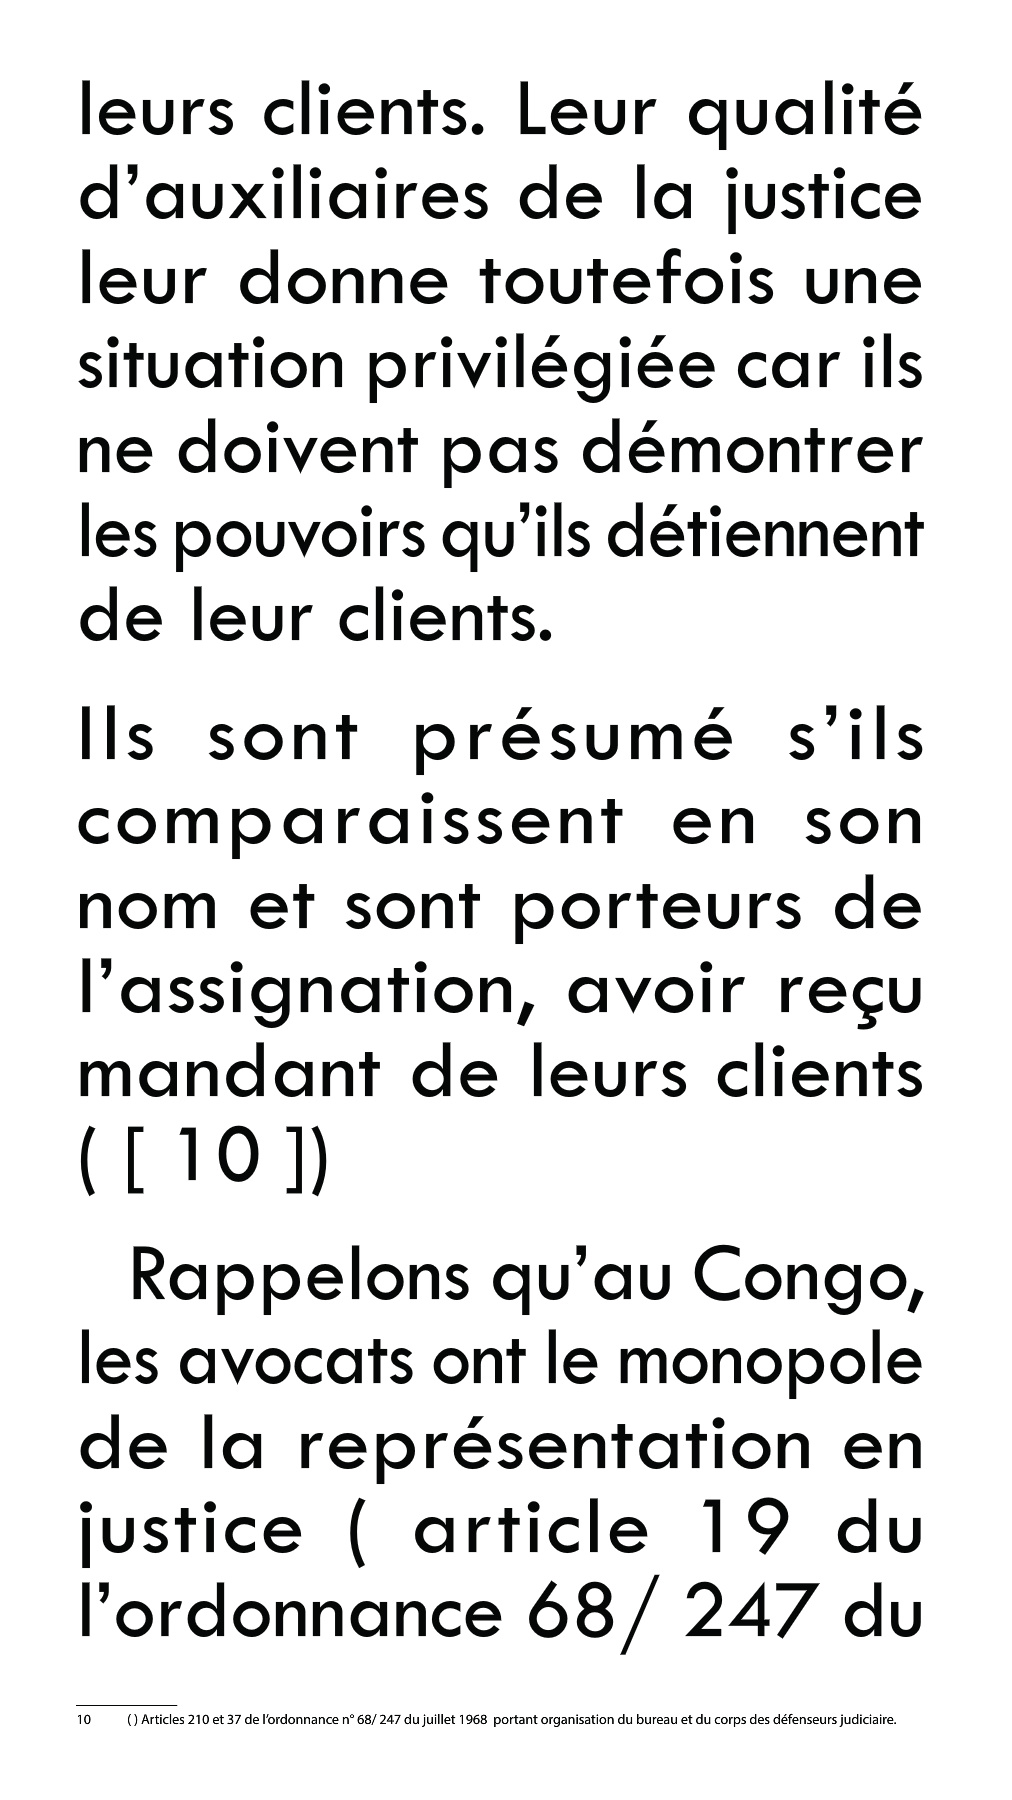 leurs clients. Leur qualité
d’auxiliaires de la justice
leur donne toutefois une
situation privilégiée car ils
ne doivent pas démontrer
les pouvoirs qu’ils détiennent
de leur clients.
Ils sont présumé s’ils
comparaissent en son
nom et sont porteurs de
l’assignation, avoir reçu
mandant de leurs clients
( [ 10 ])
Rappelons qu’au Congo,
les avocats ont le monopole
de la représentation en
justice ( article 19 du
l’ordonnance 68/ 247 du
10 ( ) Articles 210 et 37 de l’ordonnance n° 68/ 247 du juillet 1968 portant organisation du bureau et du corps des défenseurs judiciaire.